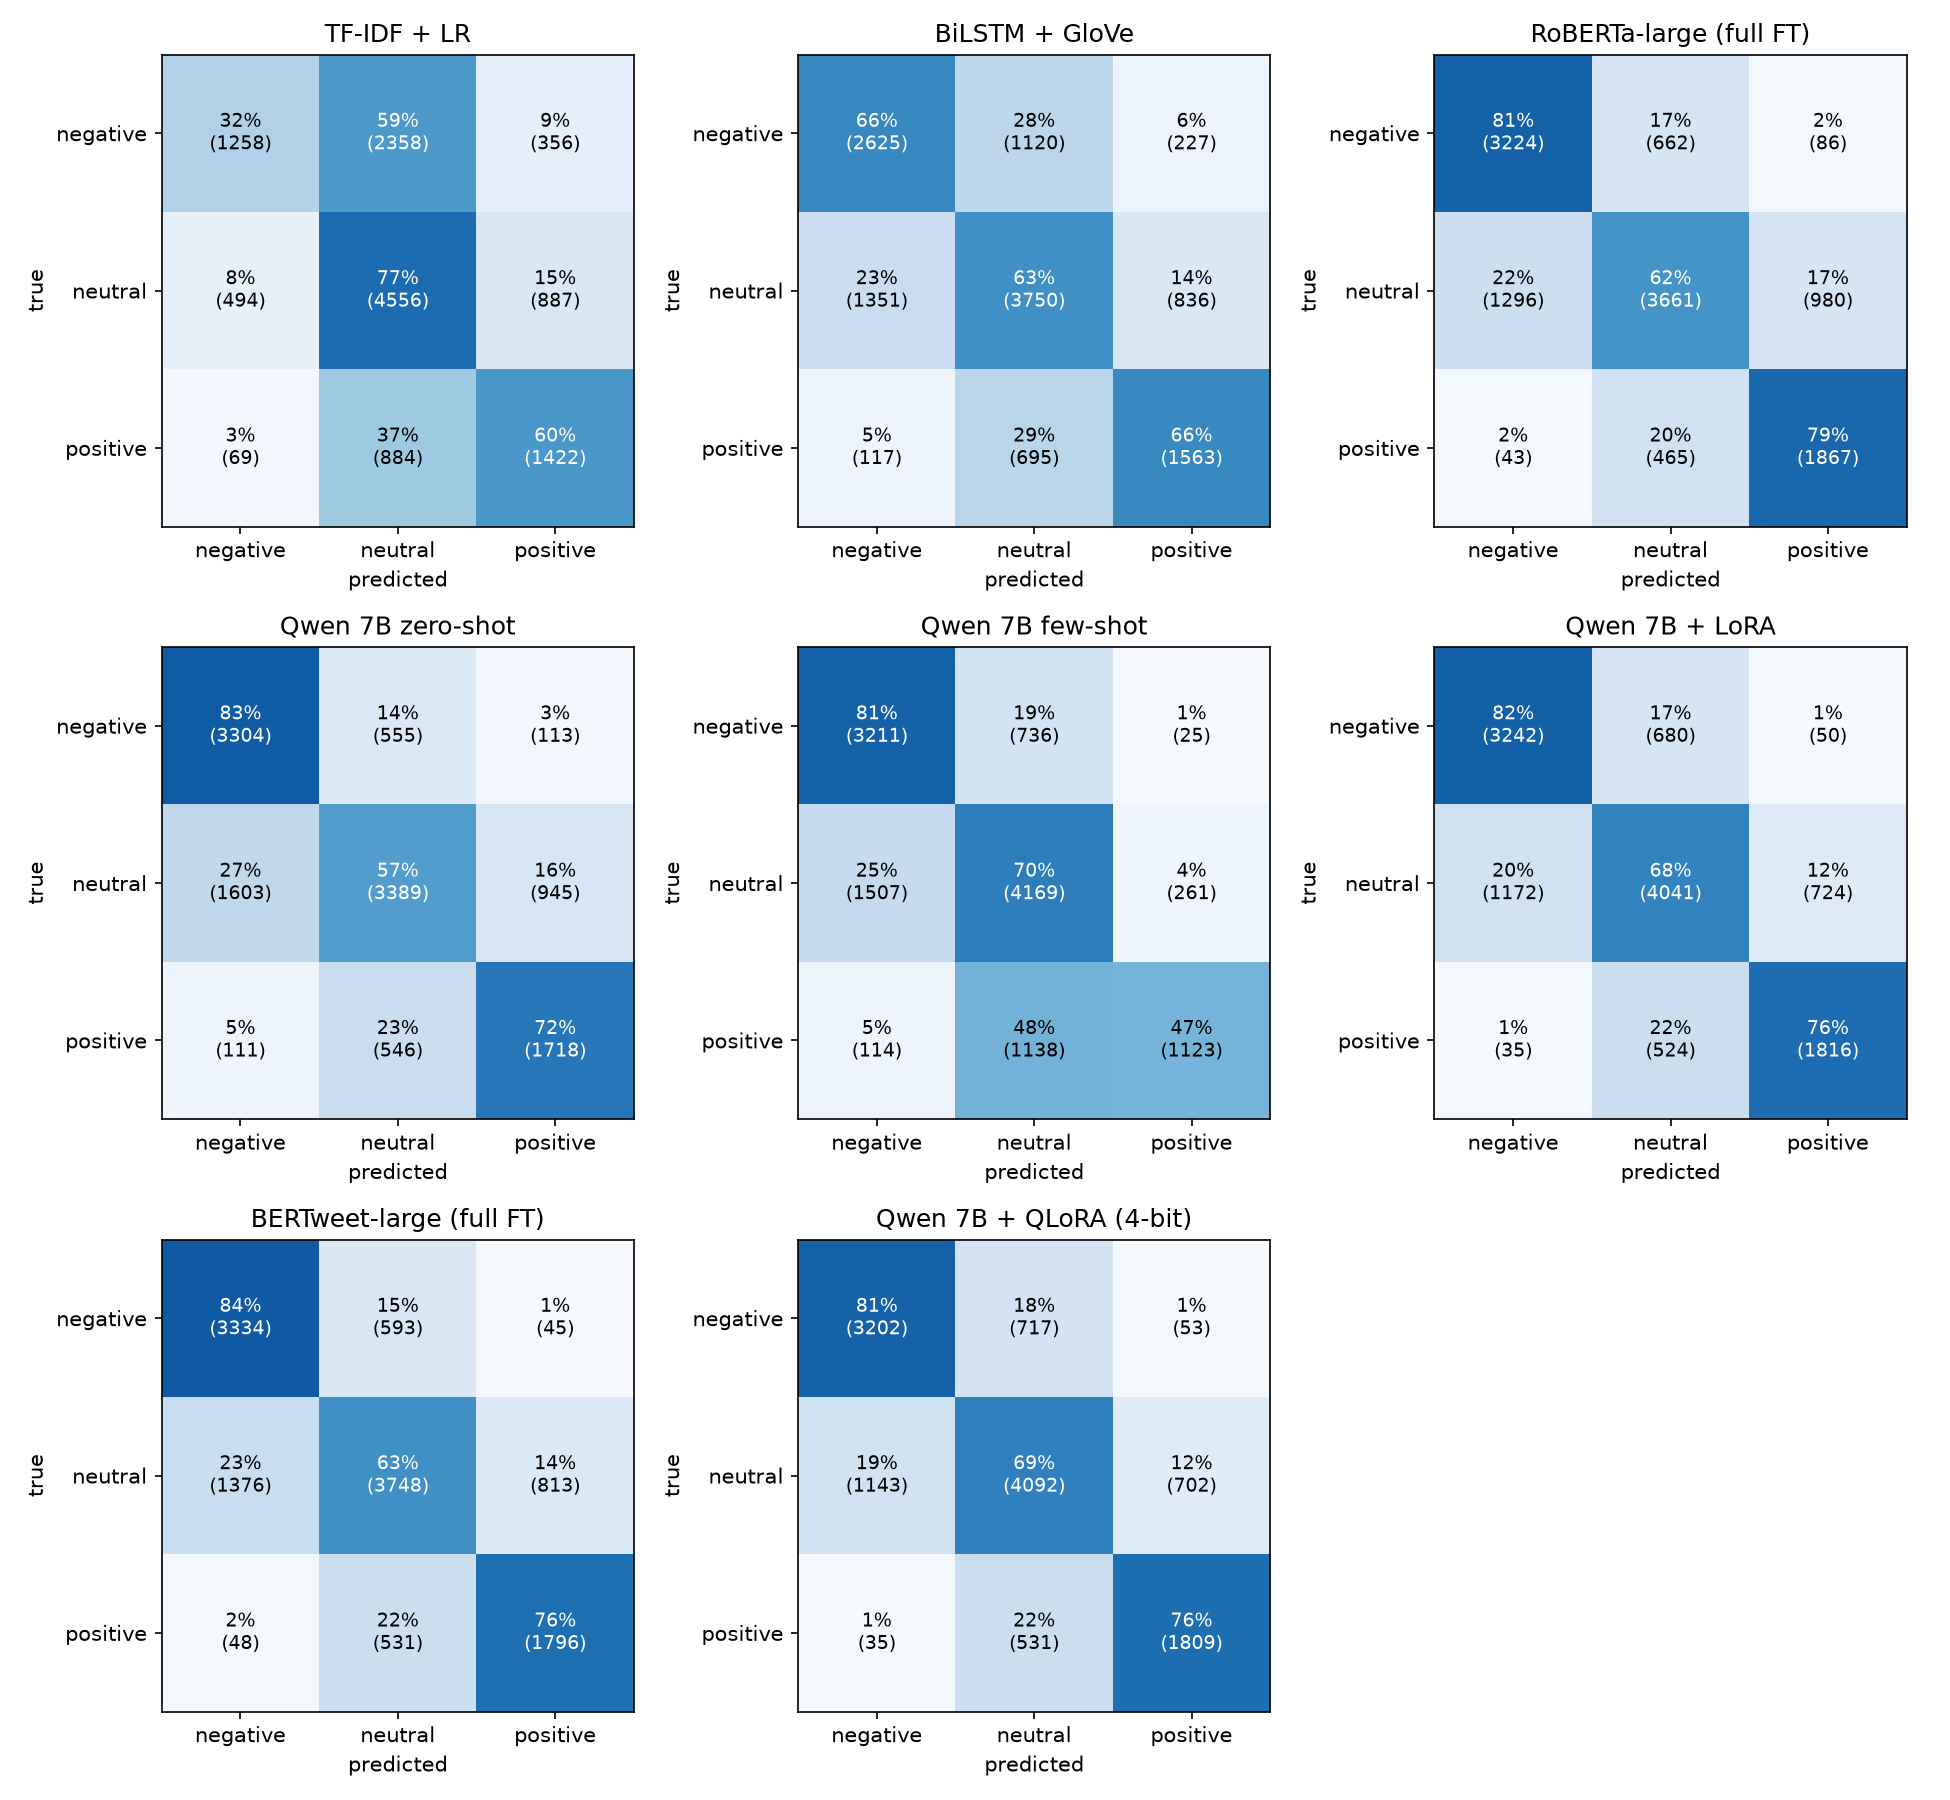 TF-IDF + LR
negative
32%
(1258)
59%
(2358)
9%
(356)
true
neutral
8%
(494)
77%
(4556)
15%
(887)
positive
3%
(69)
37%
(884)
60%
(1422)
negative
neutral
positive
predicted
BiLSTM + GloVe
negative
66%
(2625)
28%
(1120)
6%
(227)
true
neutral
23%
(1351)
63%
(3750)
14%
(836)
positive
5%
(117)
29%
(695)
66%
(1563)
negative
neutral
positive
predicted
RoBERTa-large (full FT)
negative
81%
(3224)
17%
(662)
2%
(86)
true
neutral
22%
(1296)
62%
(3661)
17%
(980)
positive
2%
(43)
20%
(465)
79%
(1867)
negative
neutral
positive
predicted
Qwen 7B zero-shot
negative
83%
(3304)
14%
(555)
3%
(113)
true
neutral
27%
(1603)
57%
(3389)
16%
(945)
positive
5%
(111)
23%
(546)
72%
(1718)
negative
neutral
positive
predicted
Qwen 7B few-shot
negative
81%
(3211)
19%
(736)
1%
(25)
true
neutral
25%
(1507)
70%
(4169)
4%
(261)
positive
5%
(114)
48%
(1138)
47%
(1123)
negative
neutral
positive
predicted
Qwen 7B + LoRA
negative
82%
(3242)
17%
(680)
1%
(50)
true
neutral
20%
(1172)
68%
(4041)
12%
(724)
positive
1%
(35)
22%
(524)
76%
(1816)
negative
neutral
positive
predicted
BERTweet-large (full FT)
negative
84%
(3334)
15%
(593)
1%
(45)
true
neutral
23%
(1376)
63%
(3748)
14%
(813)
positive
2%
(48)
22%
(531)
76%
(1796)
negative
neutral
positive
predicted
Qwen 7B + QLoRA (4-bit)
negative
81%
(3202)
18%
(717)
1%
(53)
true
neutral
19%
(1143)
69%
(4092)
12%
(702)
positive
1%
(35)
22%
(531)
76%
(1809)
negative
neutral
positive
predicted